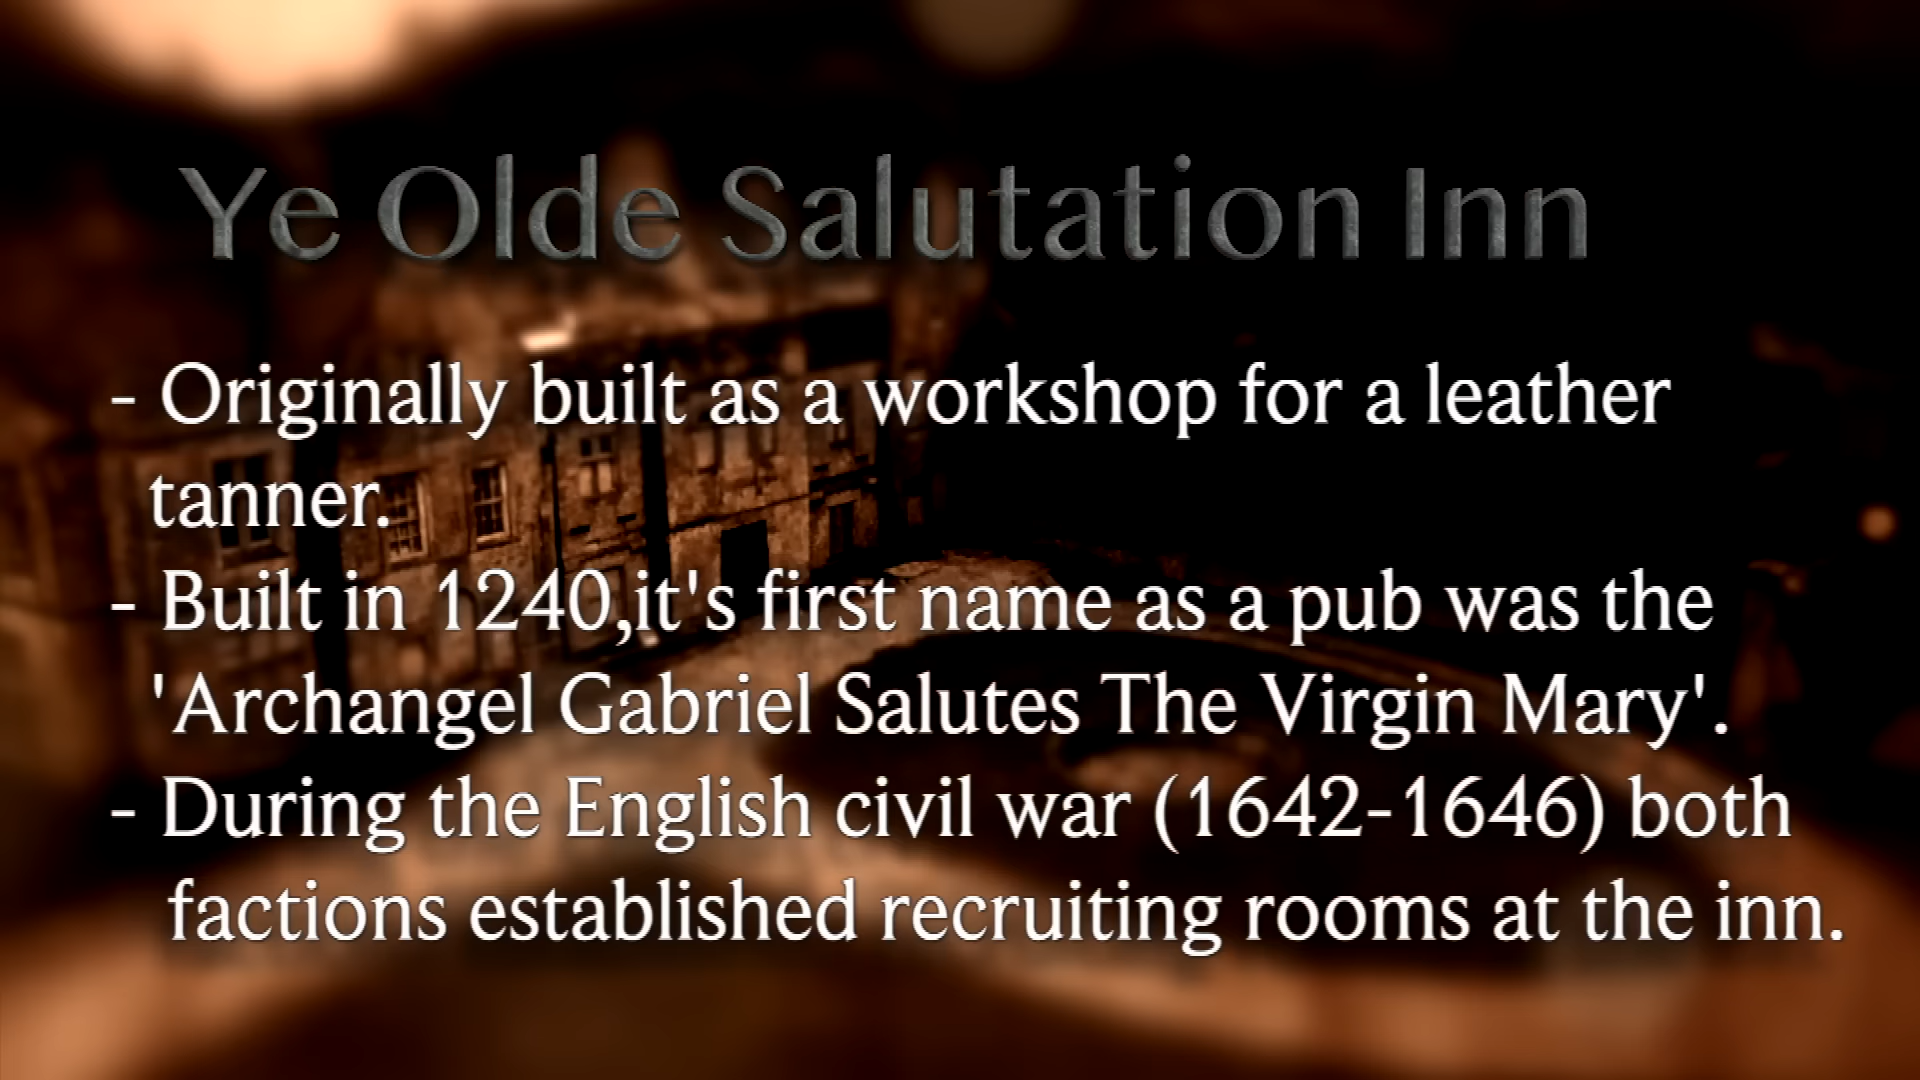 Ye Olde Salutation Inn
- Originally built as a workshop for a leather
tanner.
- Built in 1240,it's first name as a pub was the
'Archangel Gabriel Salutes The Virgin Mary'.
- During the English civil war (1642-1646) both
factions established recruiting rooms at the inn.